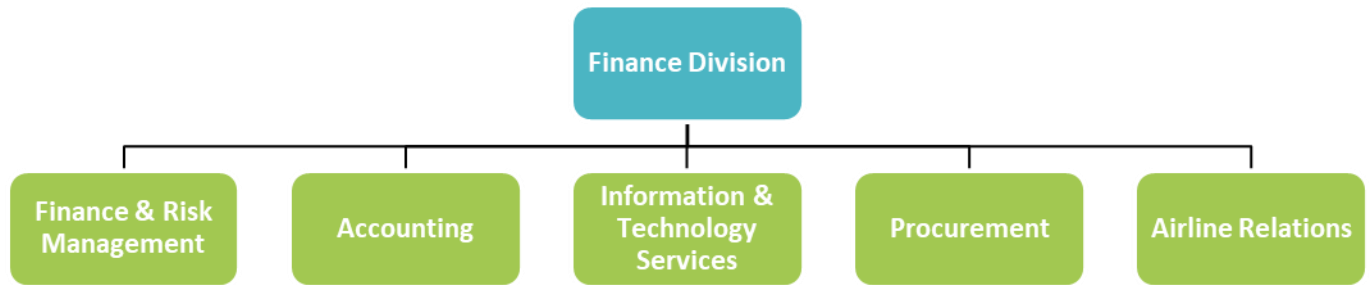 Finance Division
Finance & Risk
Management
Accounting
Information &
Technology
Services
Procurement
Airline Relations